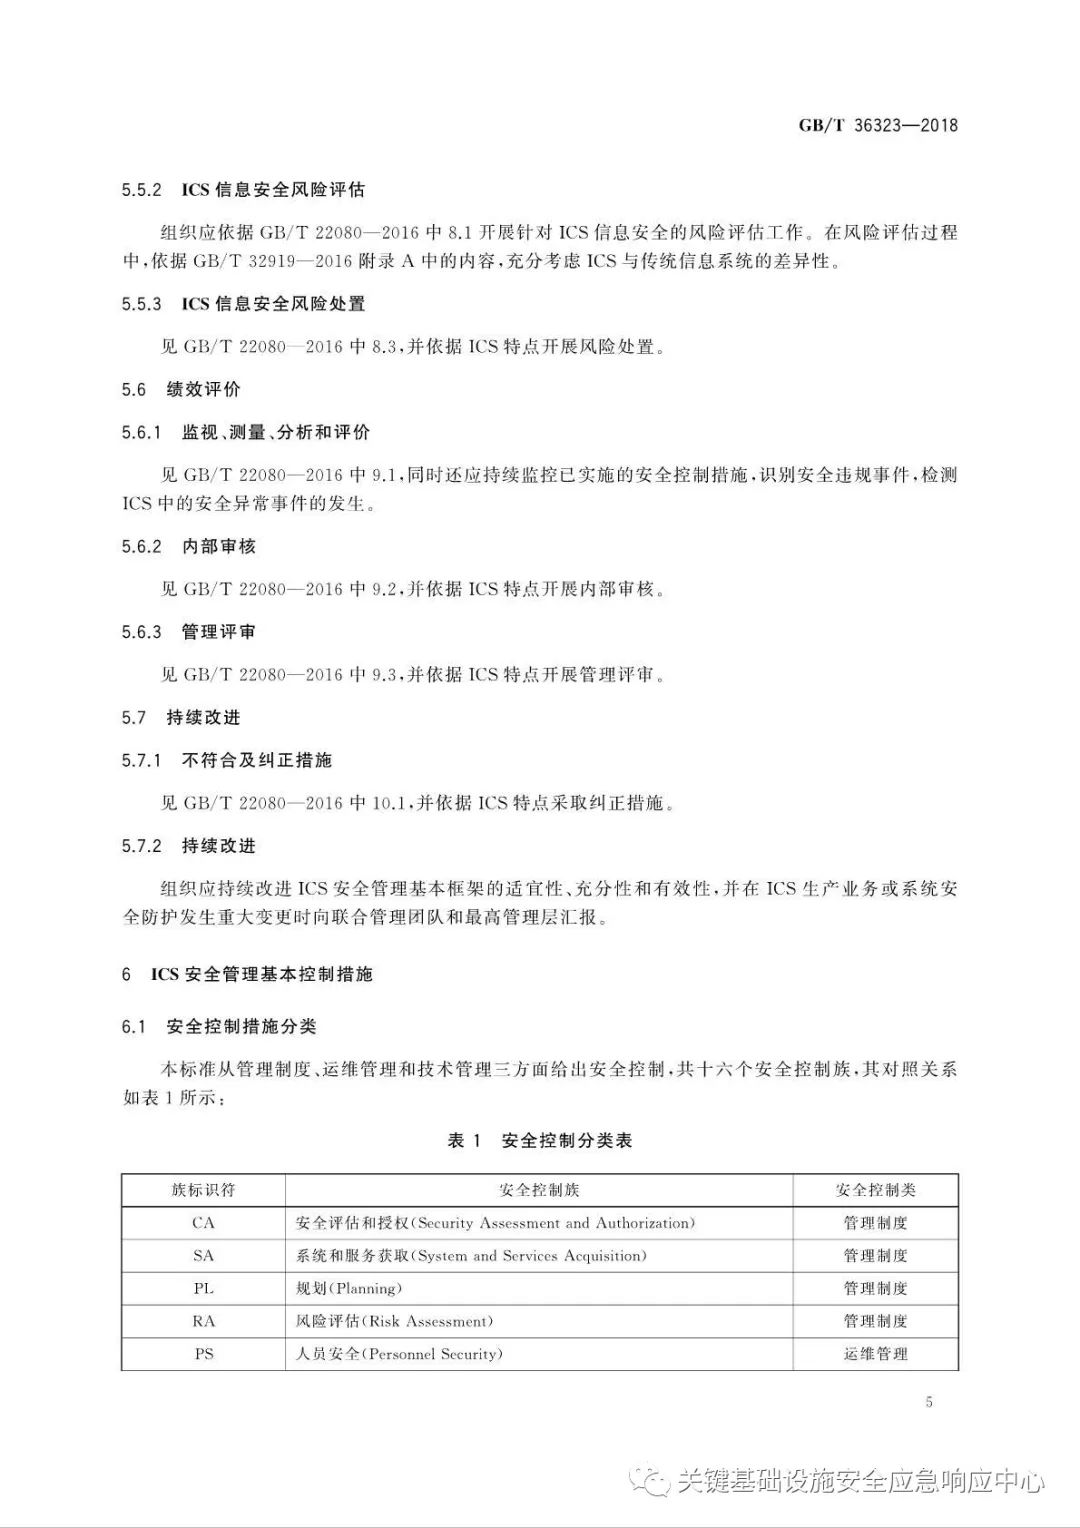 GB/T 36323—2018
5.5.2 ICS 信息安全风险评估
组织应依据 GB/T 22080—2016 中 8.1 开展针对 ICS 信息安全的风险评估工作。在风险评估过程
中,依据 GB/T 32919—2016 附录 A 中的内容,充分考虑 ICS 与传统信息系统的差异性。
5.5.3 ICS 信息安全风险处置
见 GB/T 22080—2016 中 8.3,并依据 ICS 特点开展风险处置。
5.6 绩效评价
5.6.1 监视、测量、分析和评价
见 GB/T 22080—2016 中 9.1,同时还应持续监控已实施的安全控制措施,识别安全违规事件,检测
ICS 中的安全异常事件的发生。
5.6.2 内部审核
见 GB/T 22080—2016 中 9.2,并依据 ICS 特点开展内部审核。
5.6.3 管理评审
见 GB/T 22080—2016 中 9.3,并依据 ICS 特点开展管理评审。
5.7 持续改进
5.7.1 不符合及纠正措施
见 GB/T 22080—2016 中 10.1,并依据 ICS 特点采取纠正措施。
5.7.2 持续改进
组织应持续改进 ICS 安全管理基本框架的适宜性、充分性和有效性,并在 ICS 生产业务或系统安
全防护发生重大变更时向联合管理团队和最高管理层汇报。
6 ICS 安全管理基本控制措施
6.1 安全控制措施分类
本标准从管理制度、运维管理和技术管理三方面给出安全控制,共十六个安全控制族,其对照关系
如表 1 所示:
表 1 安全控制分类表
族标识符 安全控制族 安全控制类
CA 安全评估和授权(Security Assessment and Authorization) 管理制度
SA 系统和服务获取(System and Services Acquisition) 管理制度
PL 规划(Planning) 管理制度
RA 风险评估(Risk Assessment) 管理制度
PS 人员安全(Personnel Security) 运维管理
5
关键基础设施安全应急响应中心